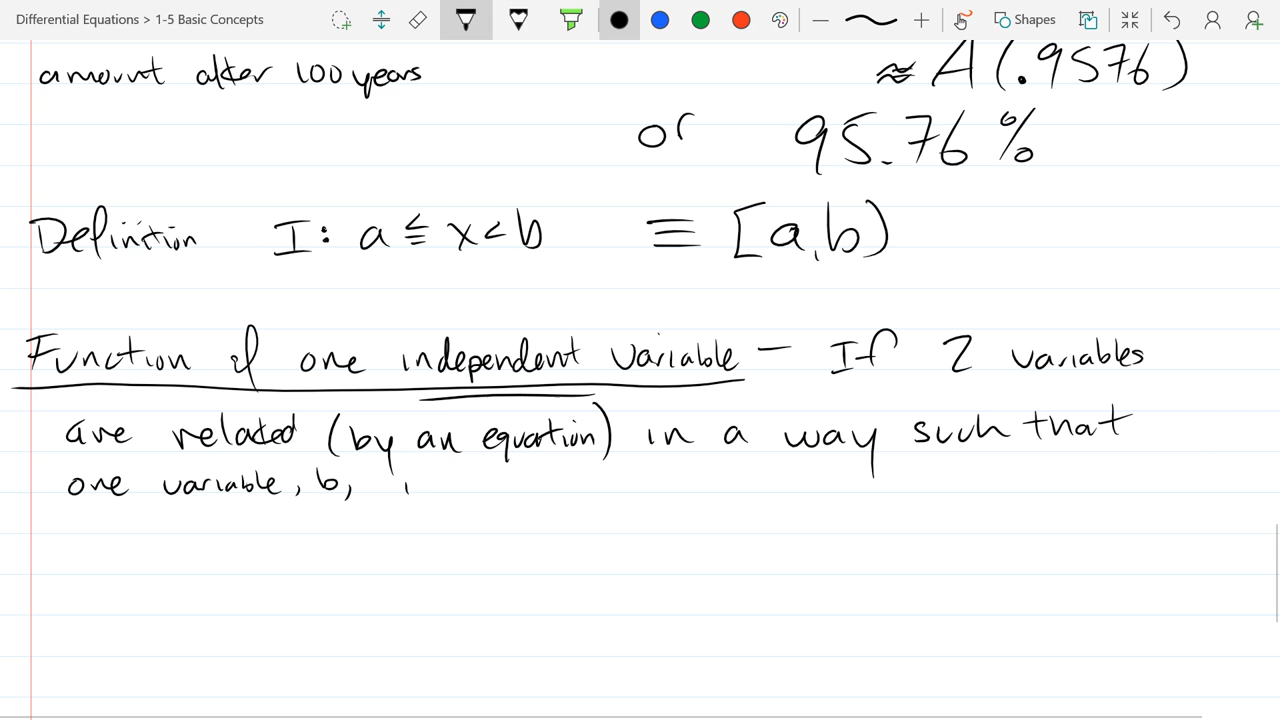 Differential Equations > 1-5 Basic Concepts
Shapes
amount after 100 years
≈ A (.9576)
or 95.76 %
Definition I: a ≤ x < b ≡ [a,b)
Function of one independent variable – If 2 variables
are related (by an equation) in a way such that
one variable, b,